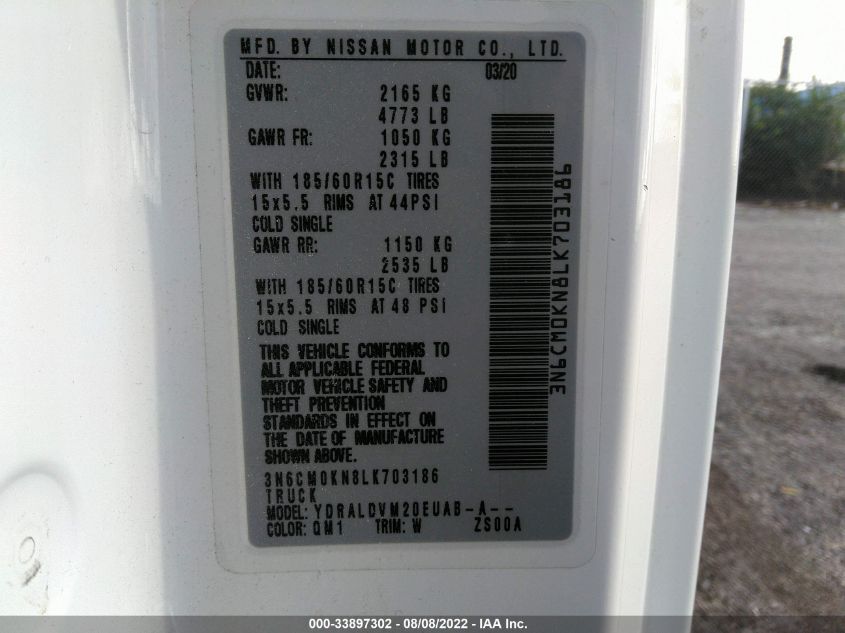 MFD. BY NISSAN MOTOR CO., LTD.
DATE: 03/20
GVWR: 2165 KG
4773 LB
GAWR FR: 1050 KG
2315 LB
WITH 185/60R15C TIRES
15x5.5 RIMS AT 44PSI
COLD SINGLE
GAWR RR: 1150 KG
2535 LB
WITH 185/60R15C TIRES
15x5.5 RIMS AT 48 PSI
COLD SINGLE
THIS VEHICLE CONFORMS TO
ALL APPLICABLE FEDERAL
MOTOR VEHICLE SAFETY AND
THEFT PREVENTION
STANDARDS IN EFFECT ON
THE DATE OF MANUFACTURE
SHOWN ABOVE.
3N6CM0KN8LK703186
TRUCK
MODEL: YDRALDVM20EUAB-A--
COLOR: QM1 TRIM: W ZS00A
3N6CM0KN8LK703186
000-33897302 - 08/08/2022 - IAA Inc.